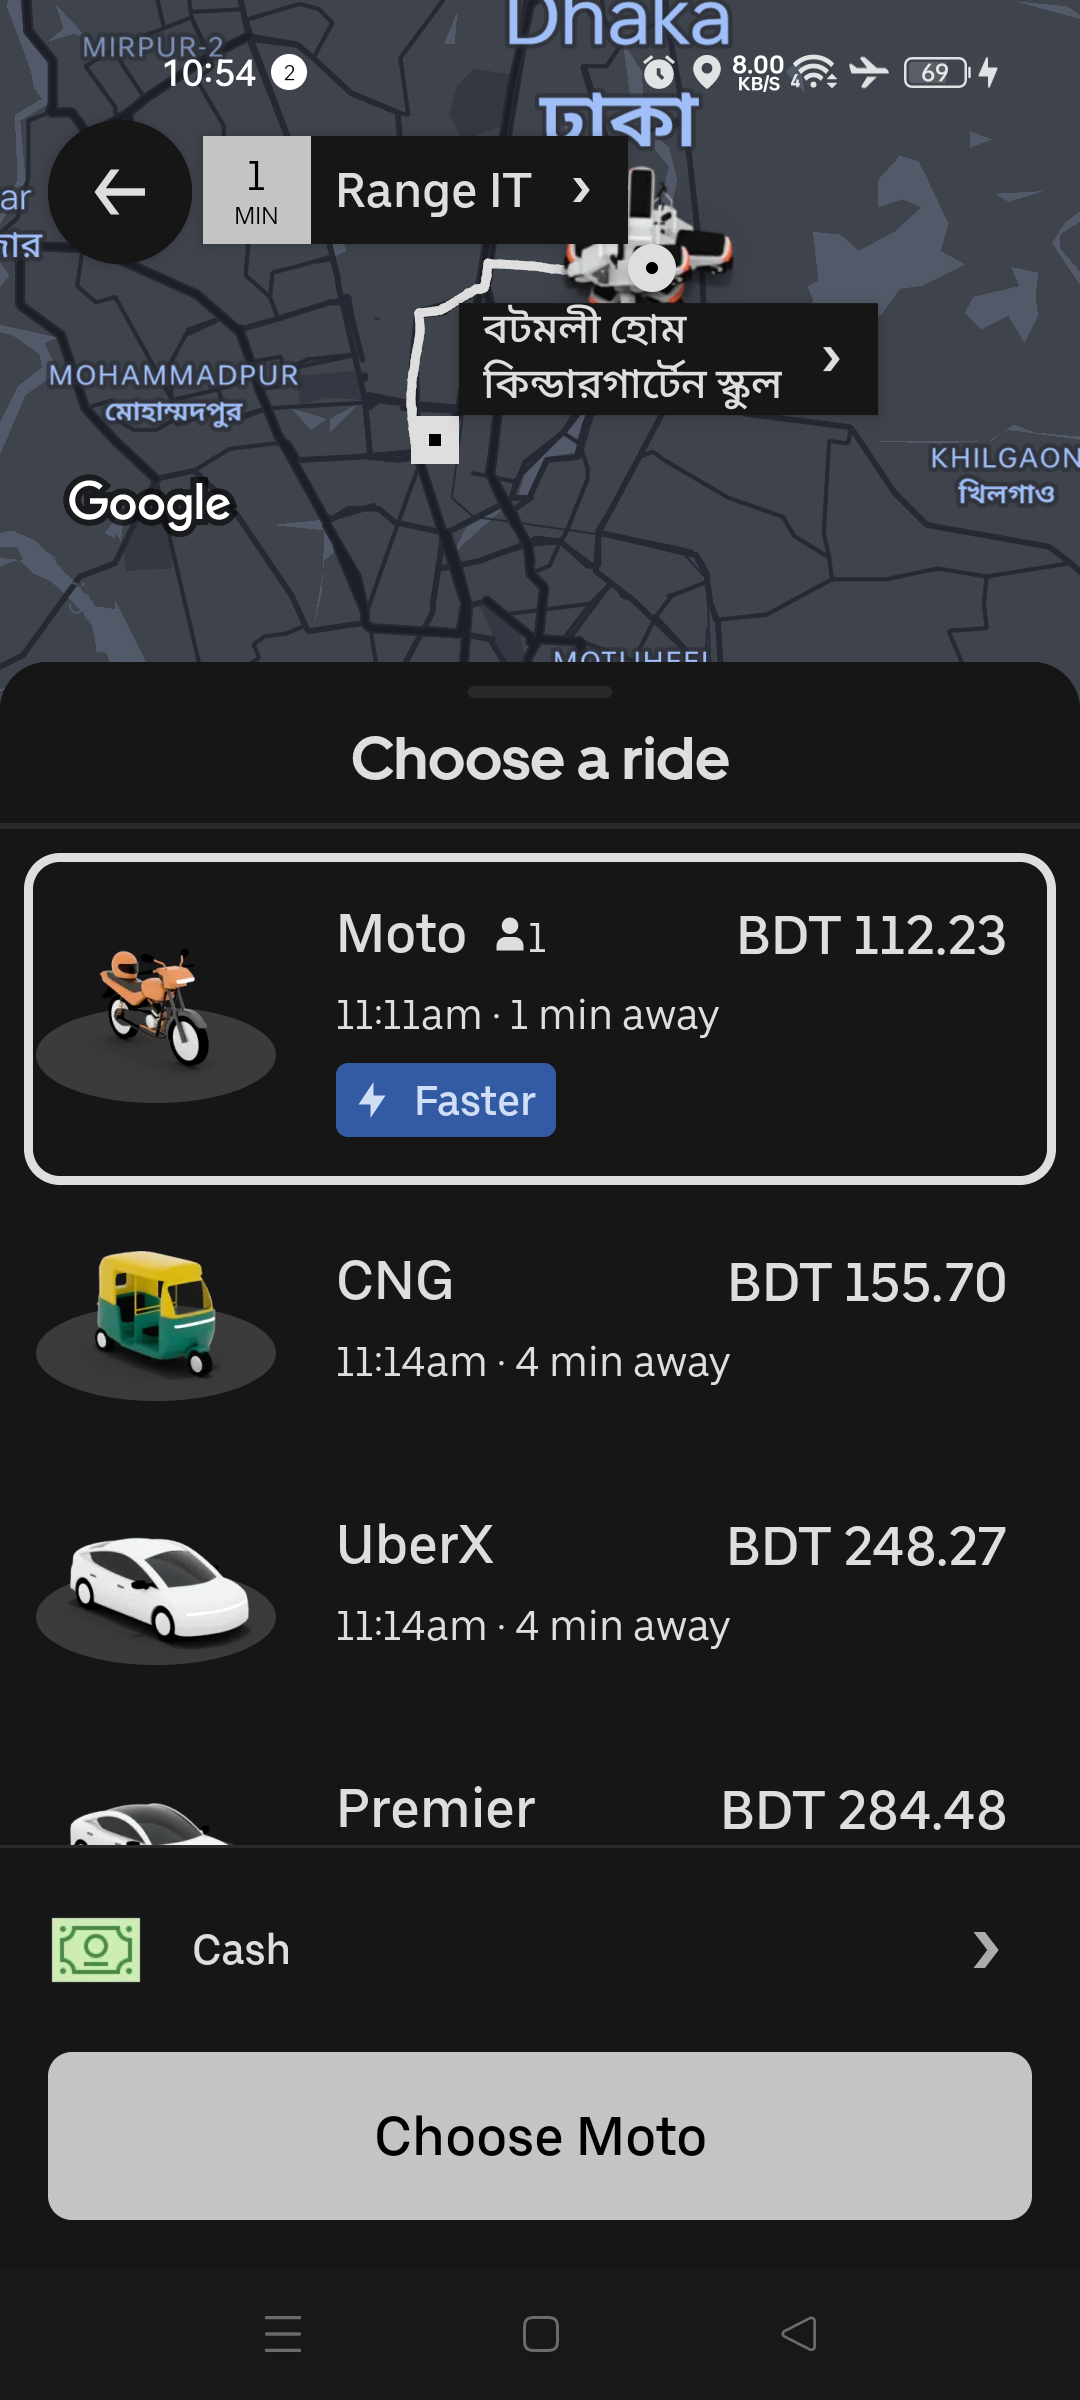 Dhaka
MIRPUR-2
10:54 2
8.00
KB/S
4
69
ঢাকা
1
MIN
Range IT
ar
বটমলী হোম
কিন্ডারগার্টেন স্কুল
MOHAMMADPUR
মোহাম্মদপুর
KHILGAON
খিলগাও
Google
Choose a ride
Moto 1 BDT 112.23
11:11am · 1 min away
Faster
CNG BDT 155.70
11:14am · 4 min away
UberX BDT 248.27
11:14am · 4 min away
Premier BDT 284.48
Cash
Choose Moto